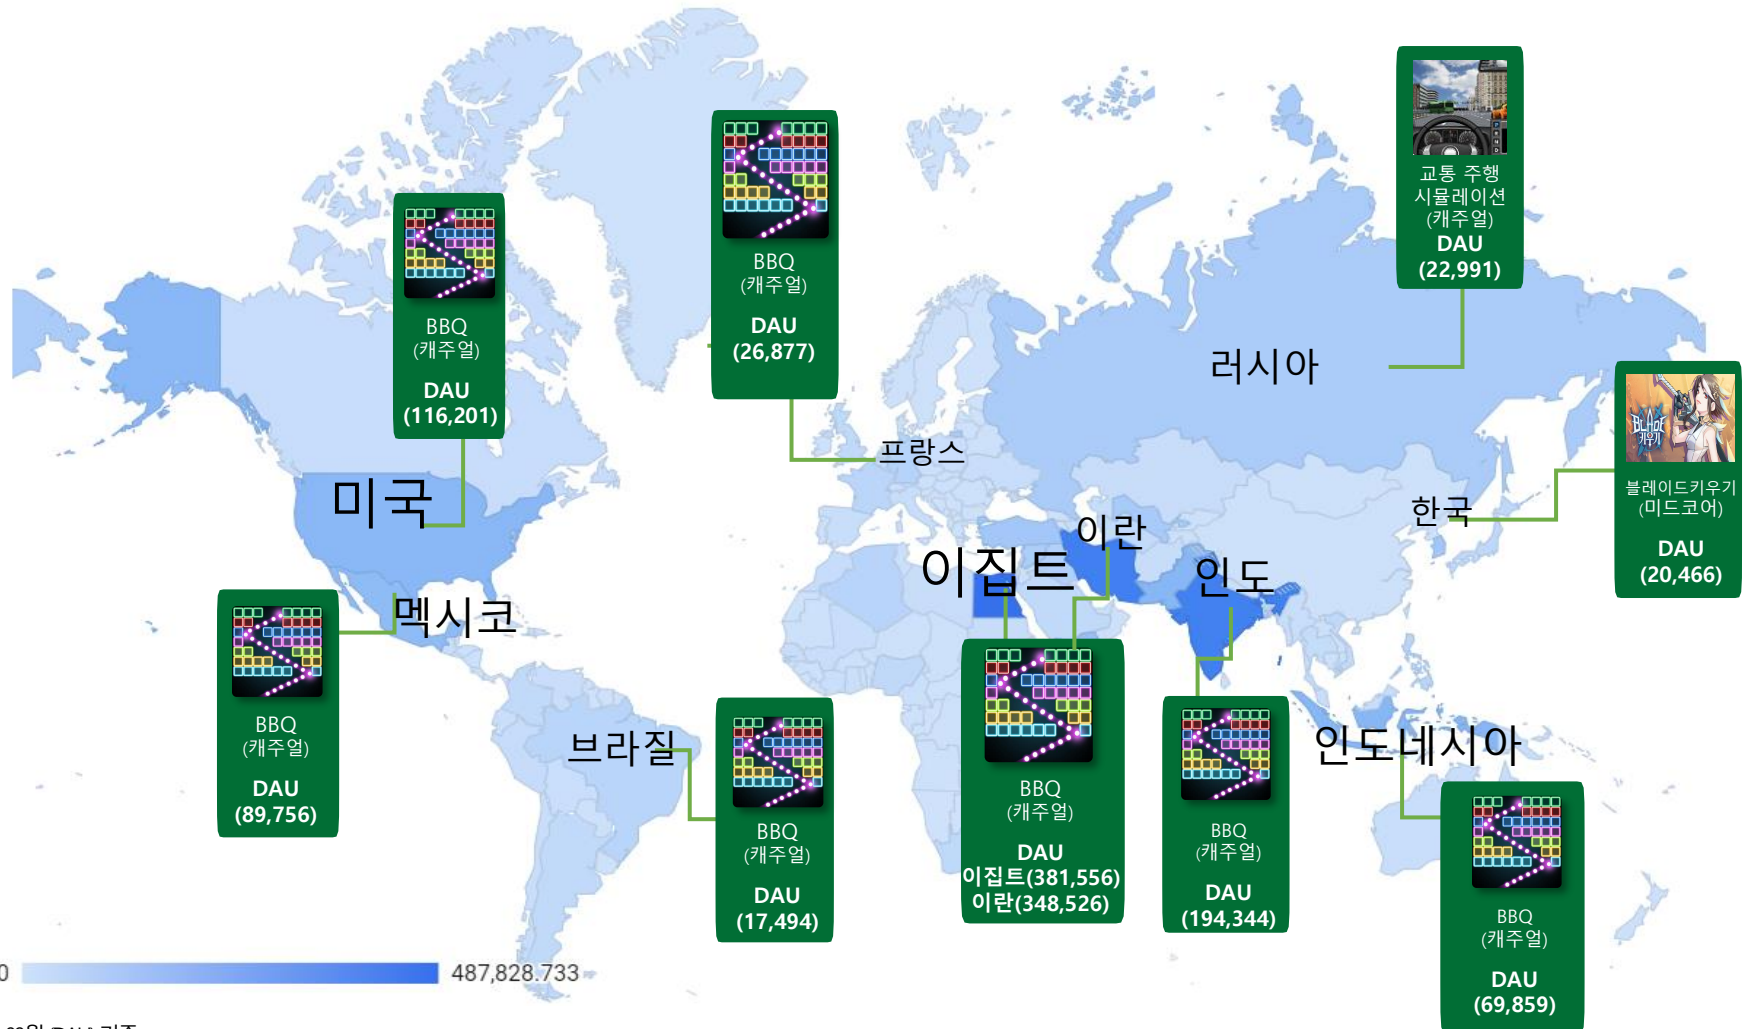 교통 주행
시뮬레이션
(캐주얼)
DAU
(22,991)
BBQ
(캐주얼)
DAU
(26,877)
BBQ
(캐주얼)
DAU
(116,201)
러시아
BLADE
키우기
블레이드키우기
(미드코어)
DAU
(20,466)
프랑스
미국
한국
이란
이집트
인도
멕시코
BBQ
(캐주얼)
DAU
(89,756)
브라질
BBQ
(캐주얼)
DAU
(17,494)
BBQ
(캐주얼)
DAU
이집트(381,556)
이란(348,526)
BBQ
(캐주얼)
DAU
(194,344)
인도네시아
BBQ
(캐주얼)
DAU
(69,859)
0
487,828.733